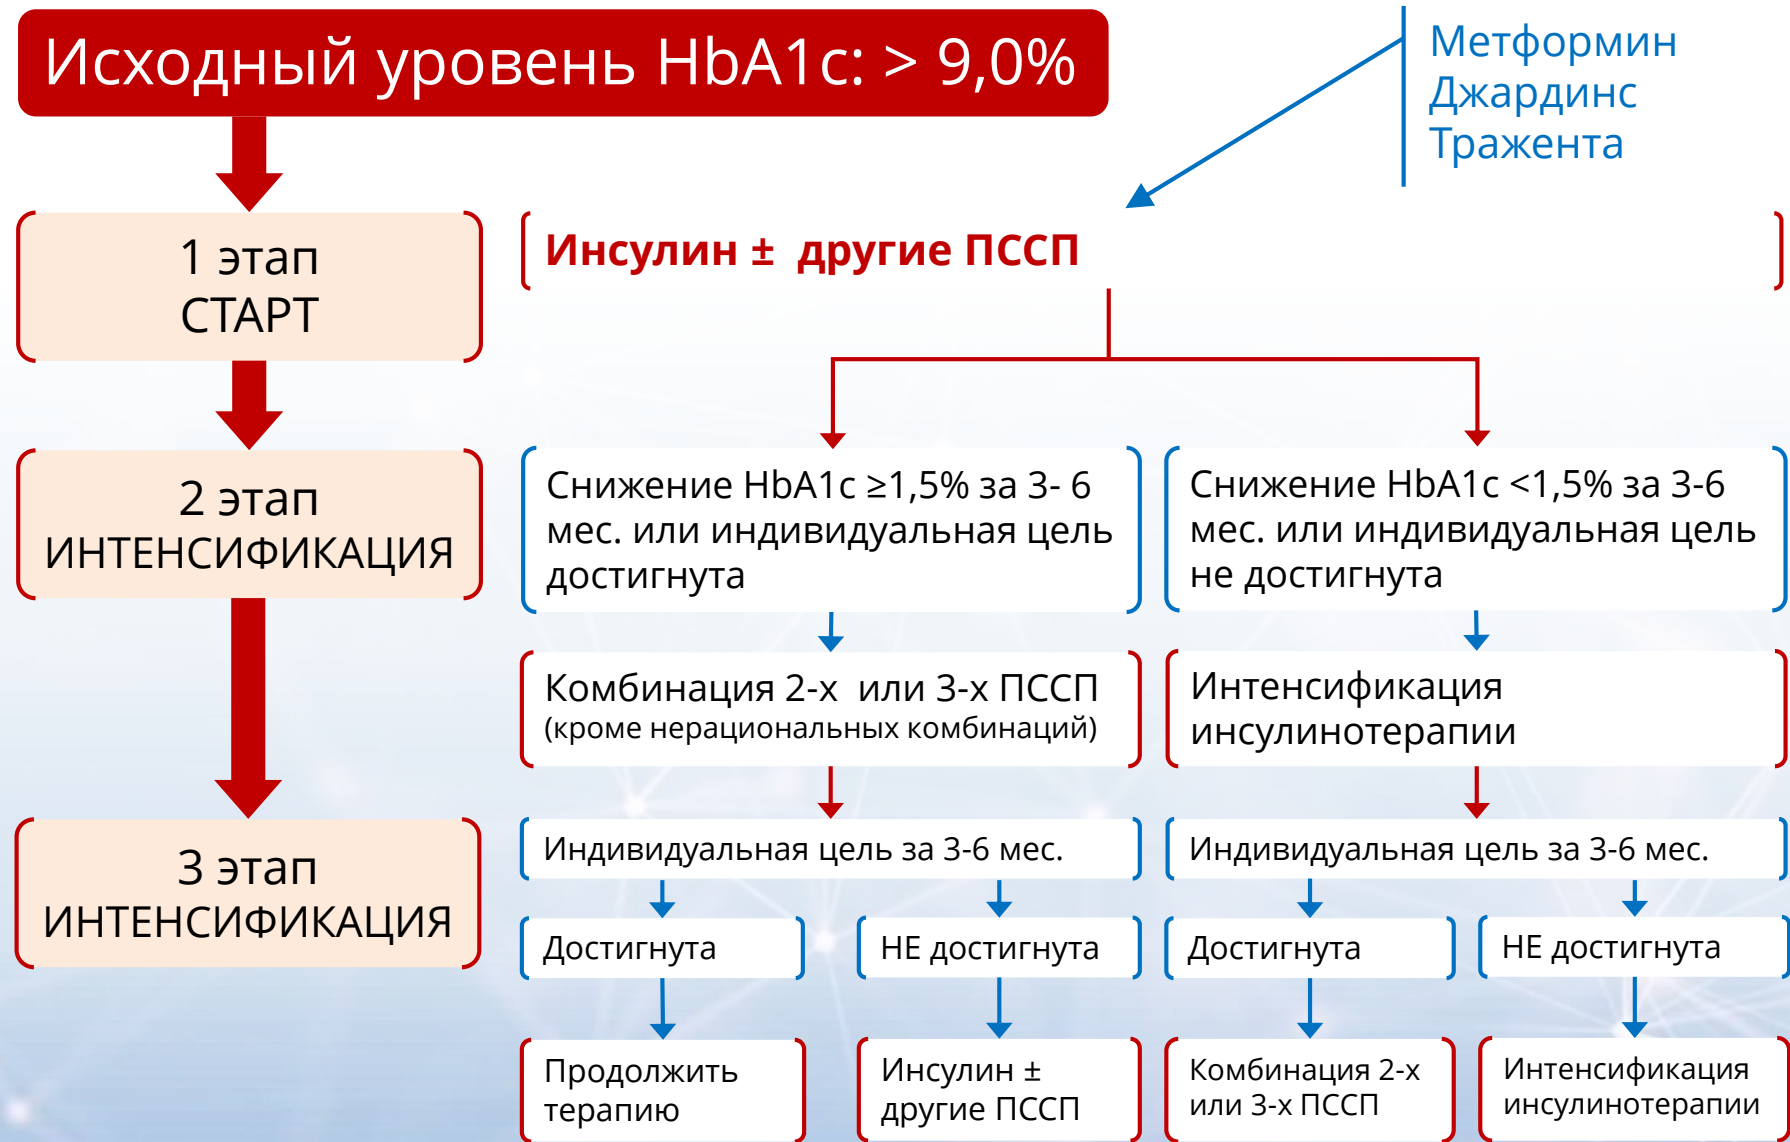 Исходный уровень HbA1c: > 9,0%
Метформин
Джардинс
Тражента
1 этап
СТАРТ
Инсулин ± другие ПССП
2 этап
ИНТЕНСИФИКАЦИЯ
Снижение HbA1c ≥1,5% за 3- 6
мес. или индивидуальная цель
достигнута
Снижение HbA1c <1,5% за 3-6
мес. или индивидуальная цель
не достигнута
Комбинация 2-х или 3-х ПССП
(кроме нерациональных комбинаций)
Интенсификация
инсулинотерапии
3 этап
ИНТЕНСИФИКАЦИЯ
Индивидуальная цель за 3-6 мес.
Индивидуальная цель за 3-6 мес.
Достигнута
НЕ достигнута
Достигнута
НЕ достигнута
Продолжить
терапию
Инсулин ±
другие ПССП
Комбинация 2-х
или 3-х ПССП
Интенсификация
инсулинотерапии